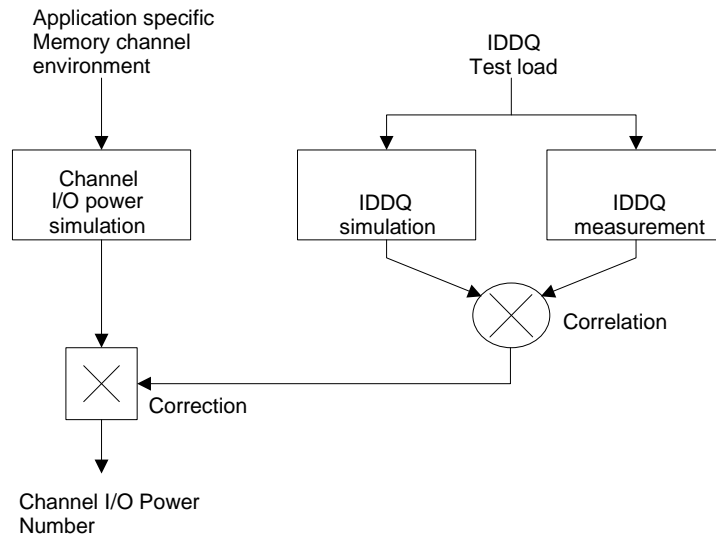 Application specific
Memory channel
environment
IDDQ
Test load
Channel
I/O power
simulation
IDDQ
simulation
IDDQ
measurement
Correlation
Correction
Channel I/O Power
Number